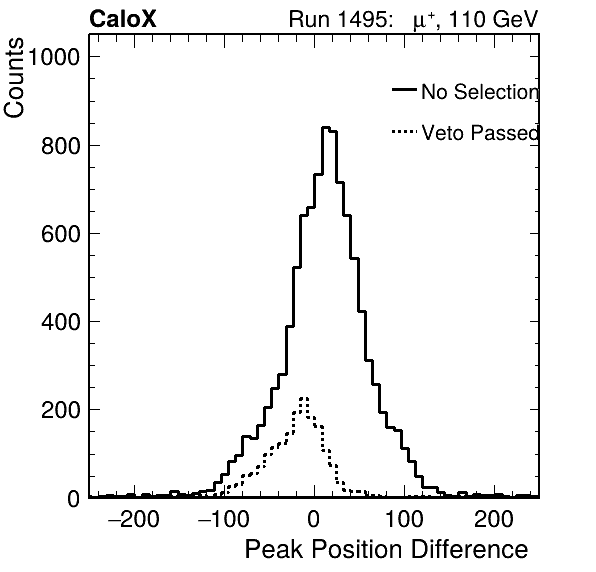 CaloX Run 1495: μ⁺, 110 GeV
Counts
1000
No Selection
Veto Passed
800
600
400
200
0
−200 −100 0 100 200
Peak Position Difference